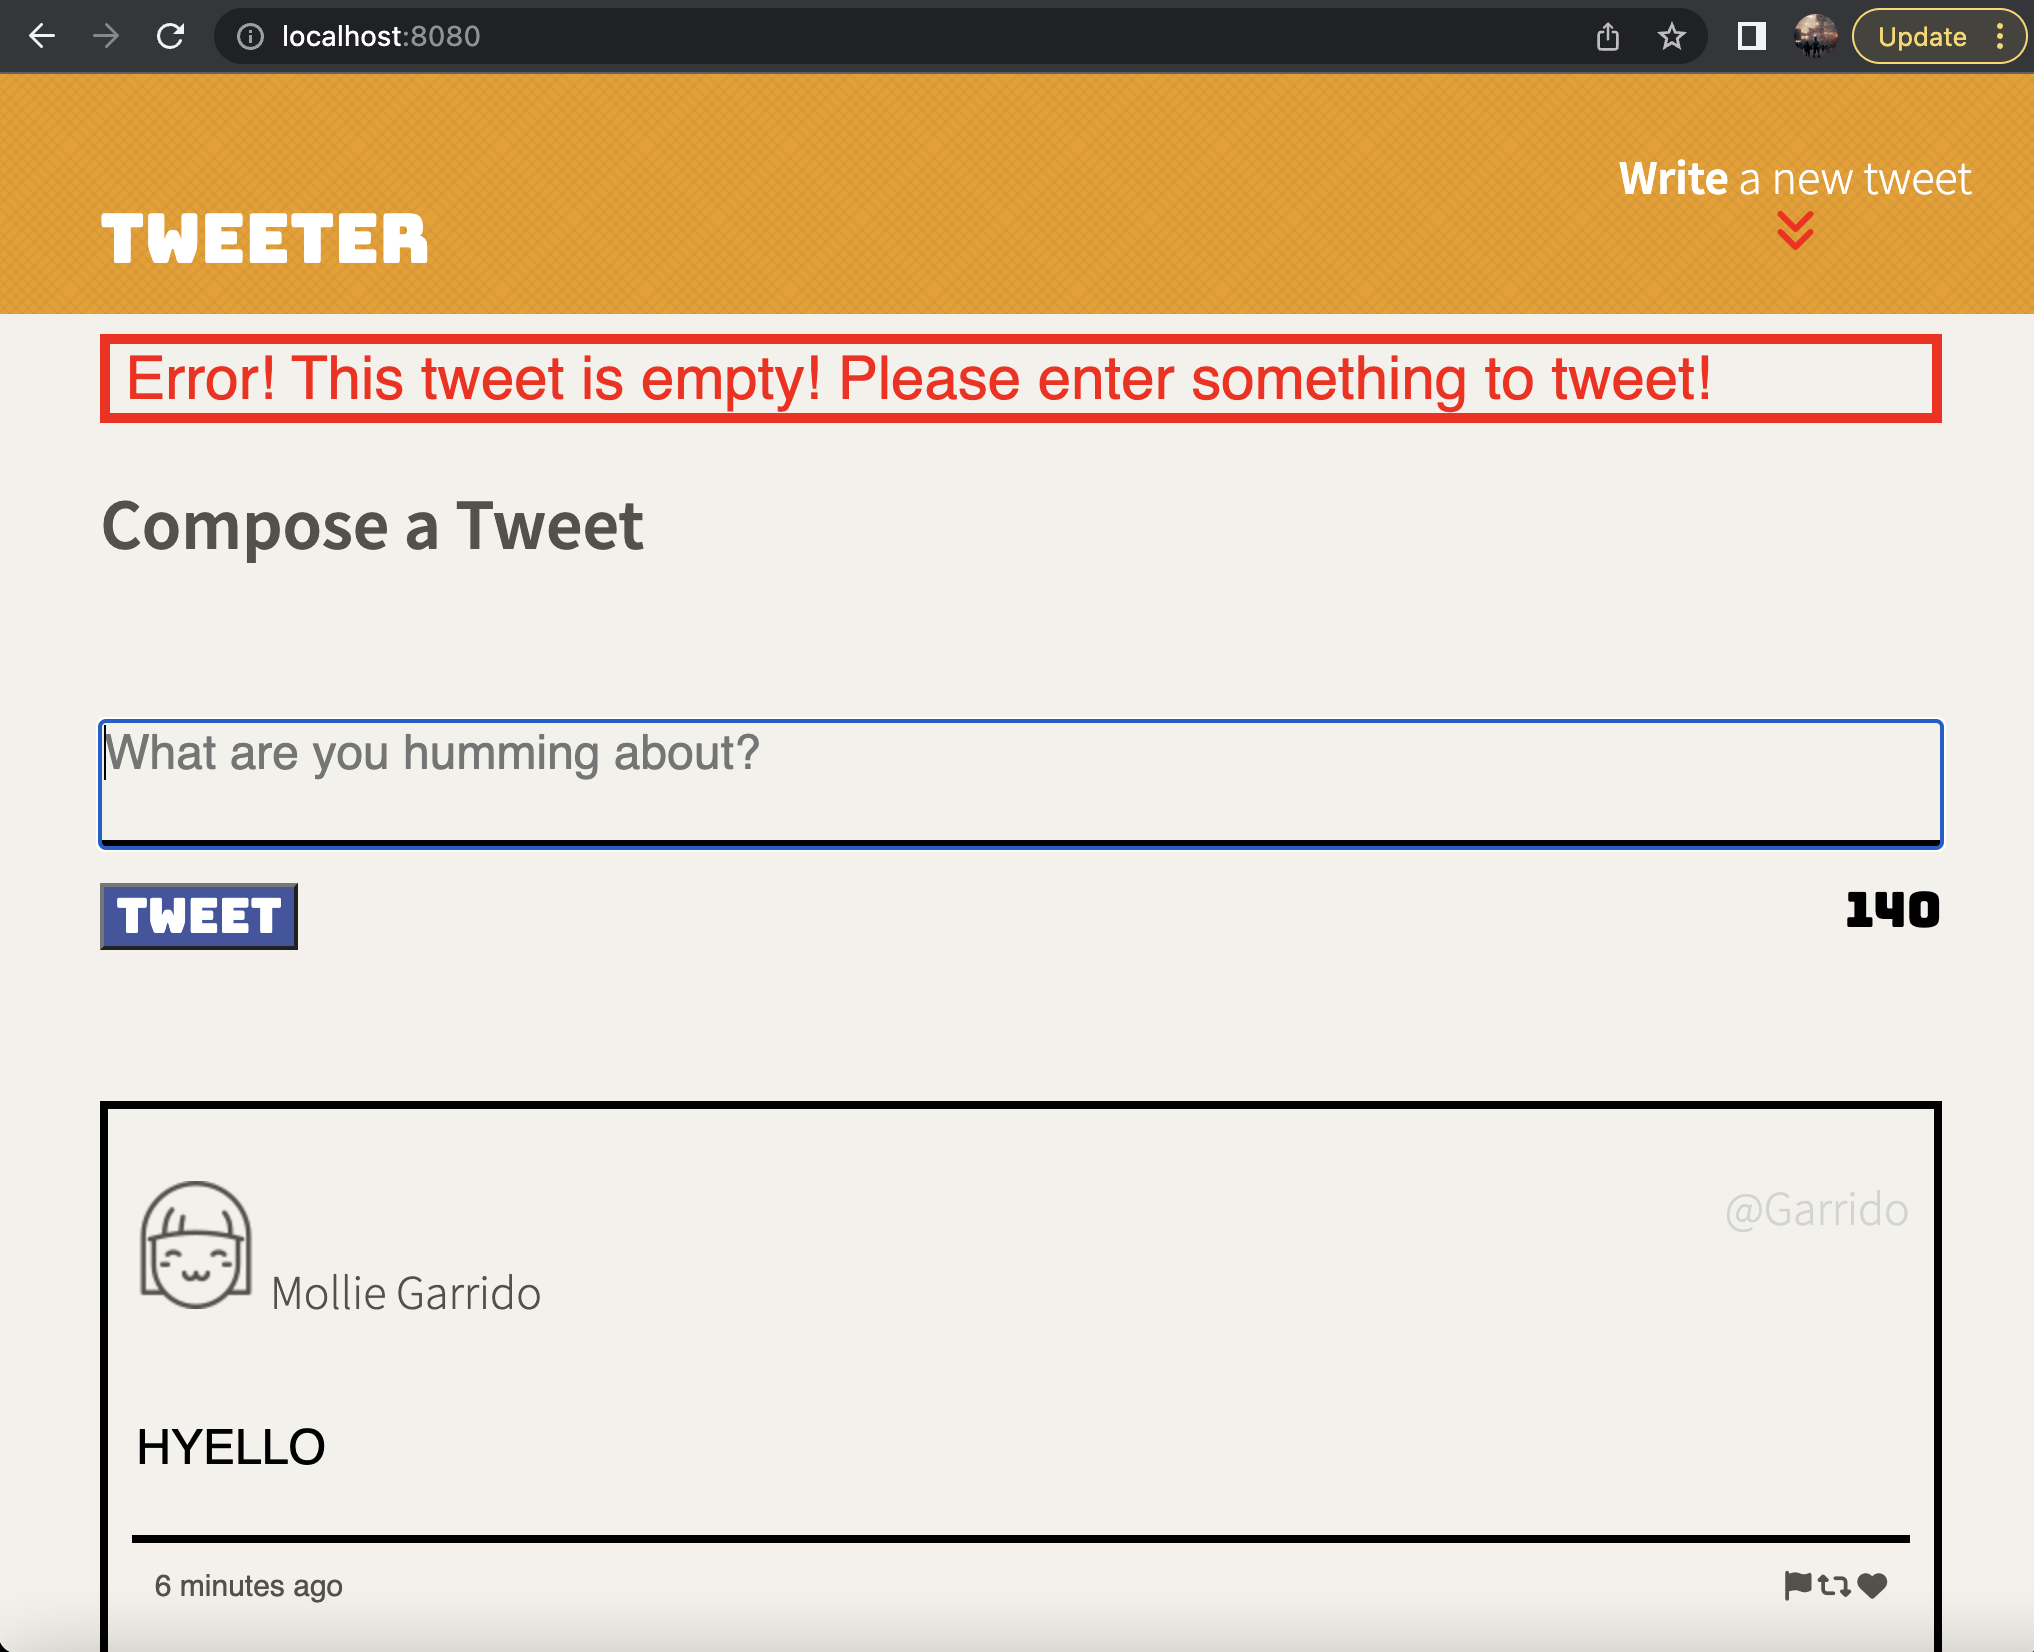 localhost:8080
Update
Write a new tweet
TWEETER
Error! This tweet is empty! Please enter something to tweet!
Compose a Tweet
What are you humming about?
TWEET
140
@Garrido
Mollie Garrido
HYELLO
6 minutes ago